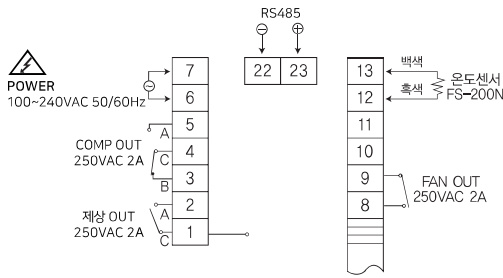 RS485
⊖ ⊕
22 23
POWER
100~240VAC 50/60Hz
7
6
5
A
COMP OUT
250VAC 2A
4
C
3
B
제상 OUT
250VAC 2A
2
A
1
C
13
백색
12
흑색
온도센서
FS-200N
11
10
9
8
FAN OUT
250VAC 2A